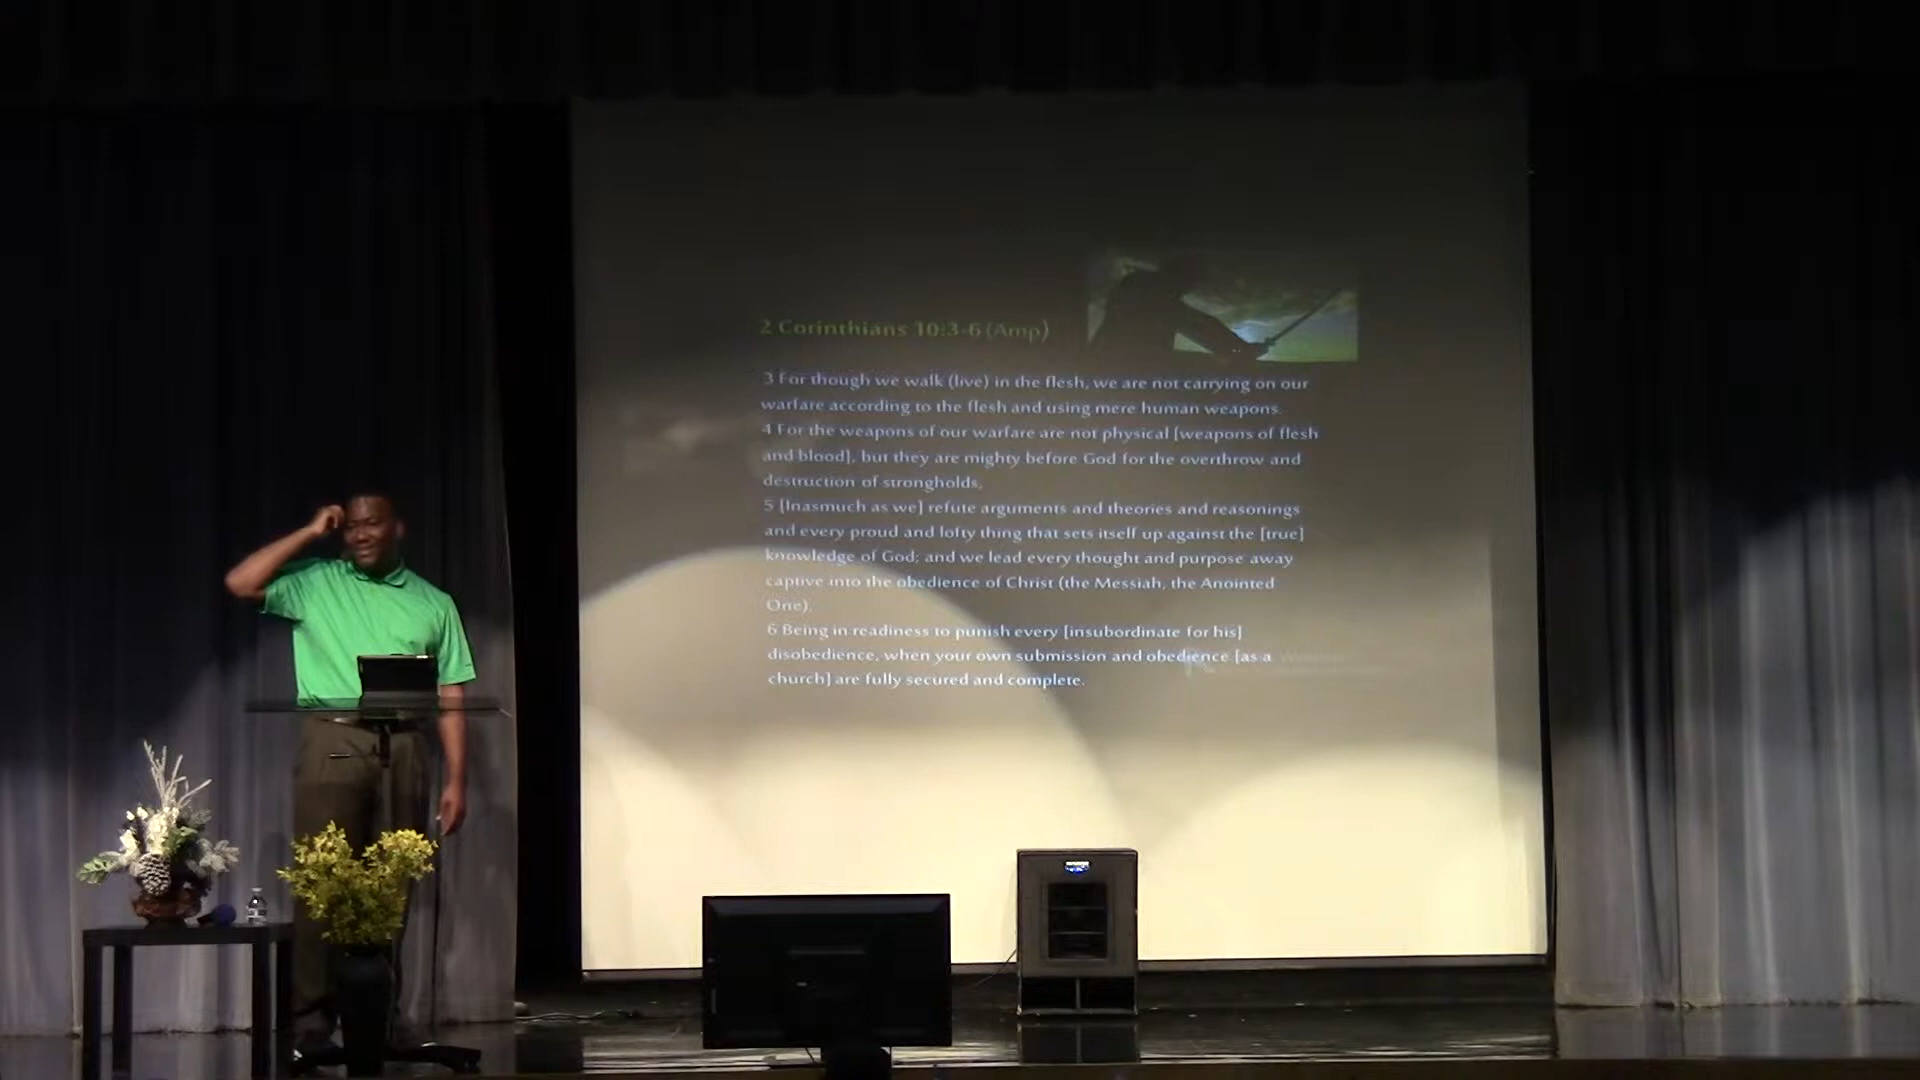 2 Corinthians 10:3-6 (Amp)
3 For though we walk (live) in the flesh, we are not carrying on our
warfare according to the flesh and using mere human weapons.
4 For the weapons of our warfare are not physical [weapons of flesh
and blood], but they are mighty before God for the overthrow and
destruction of strongholds,
5 [Inasmuch as we] refute arguments and theories and reasonings
and every proud and lofty thing that sets itself up against the [true]
knowledge of God; and we lead every thought and purpose away
captive into the obedience of Christ (the Messiah, the Anointed
One),
6 Being in readiness to punish every [insubordinate for his]
disobedience, when your own submission and obedience [as a
church] are fully secured and complete.